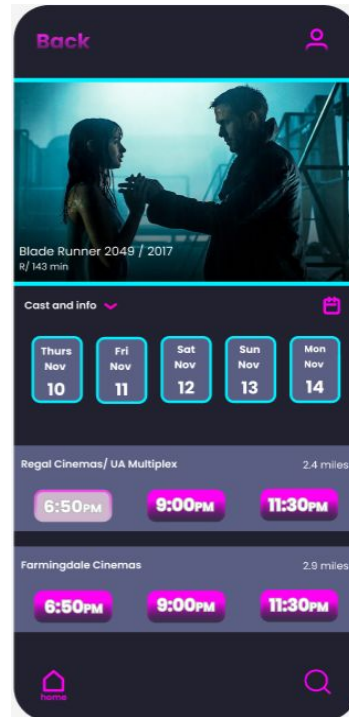 Back
Blade Runner 2049 / 2017
R/ 143 min
Cast and info
Thurs Nov 10
Fri Nov 11
Sat Nov 12
Sun Nov 13
Mon Nov 14
Regal Cinemas/ UA Multiplex 2.4 miles
6:50PM 9:00PM 11:30PM
Farmingdale Cinemas 2.9 miles
6:50PM 9:00PM 11:30PM
home